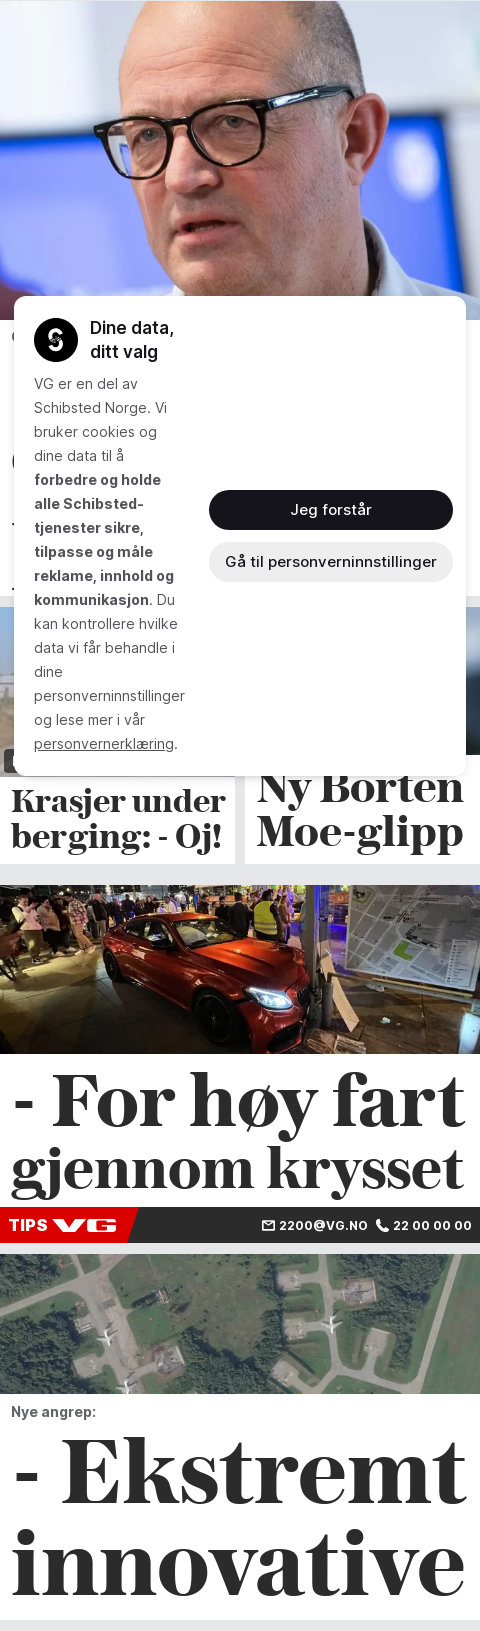 Dine data,
ditt valg
VG er en del av
Schibsted Norge. Vi
bruker cookies og
dine data til å
forbedre og holde
alle Schibsted-
tjenester sikre,
tilpasse og måle
reklame, innhold og
kommunikasjon. Du
kan kontrollere hvilke
data vi får behandle i
dine
personverninnstillinger
og lese mer i vår
personvernerklæring.
Jeg forstår
Gå til personverninnstillinger
Krasjer under
berging: - Oj!
Ny Borten
Moe-glipp
- For høy fart
gjennom krysset
TIPS VG 2200@VG.NO 22 00 00 00
Nye angrep:
- Ekstremt
innovative